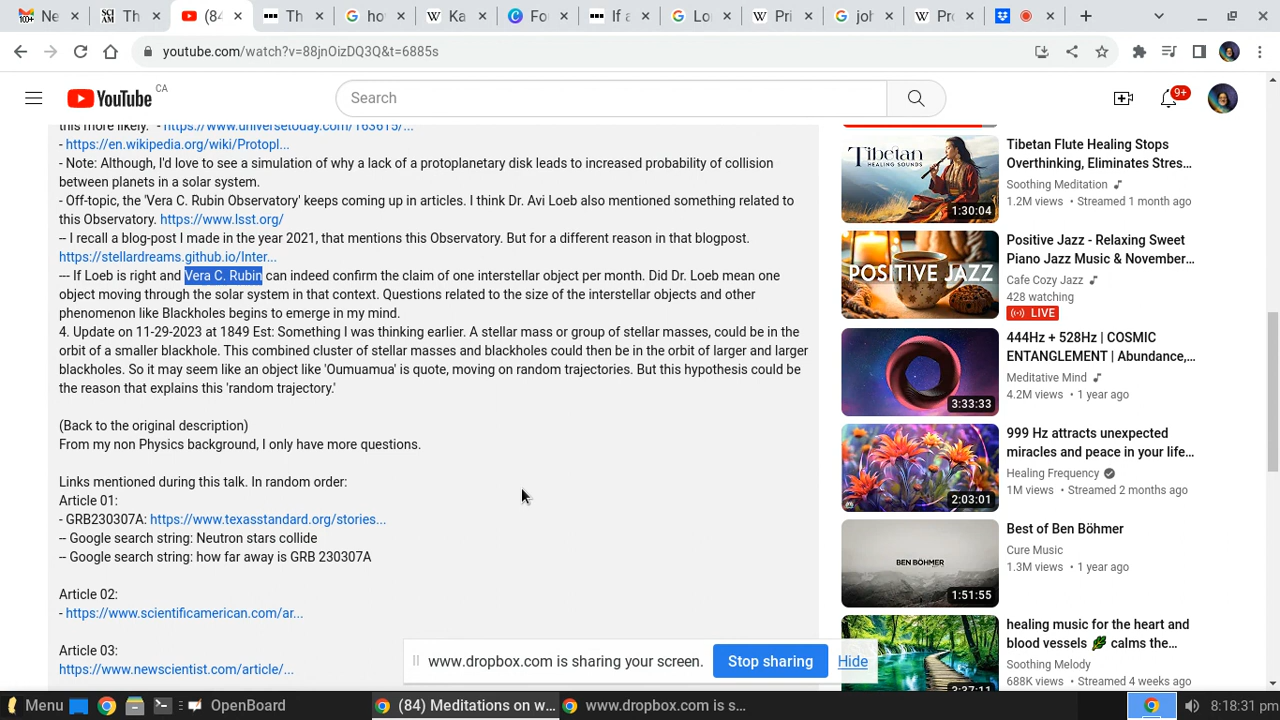 Ne
Th
(84
Th
ho
Ka
Fo
If a
Lo
Pri
joh
Pro
youtube.com/watch?v=88jnOizDQ3Q&t=6885s
YouTube CA
Search
9+
this more likely." - https://www.universetoday.com/163615/...
- https://en.wikipedia.org/wiki/Protopl...
- Note: Although, I'd love to see a simulation of why a lack of a protoplanetary disk leads to increased probability of collision
between planets in a solar system.
- Off-topic, the 'Vera C. Rubin Observatory' keeps coming up in articles. I think Dr. Avi Loeb also mentioned something related to
this Observatory. https://www.lsst.org/
-- I recall a blog-post I made in the year 2021, that mentions this Observatory. But for a different reason in that blogpost.
https://stellardreams.github.io/Inter...
--- If Loeb is right and Vera C. Rubin can indeed confirm the claim of one interstellar object per month. Did Dr. Loeb mean one
object moving through the solar system in that context. Questions related to the size of the interstellar objects and other
phenomenon like Blackholes begins to emerge in my mind.
4. Update on 11-29-2023 at 1849 Est: Something I was thinking earlier. A stellar mass or group of stellar masses, could be in the
orbit of a smaller blackhole. This combined cluster of stellar masses and blackholes could then be in the orbit of larger and larger
blackholes. So it may seem like an object like 'Oumuamua' is quote, moving on random trajectories. But this hypothesis could be
the reason that explains this 'random trajectory.'
(Back to the original description)
From my non Physics background, I only have more questions.
Links mentioned during this talk. In random order:
Article 01:
- GRB230307A: https://www.texasstandard.org/stories...
-- Google search string: Neutron stars collide
-- Google search string: how far away is GRB 230307A
Article 02:
- https://www.scientificamerican.com/ar...
Article 03:
https://www.newscientist.com/article/...
Tibetan
HEALING SOUNDS
1:30:04
Tibetan Flute Healing Stops
Overthinking, Eliminates Stres...
Soothing Meditation
1.2M views • Streamed 1 month ago
POSITIVE JAZZ
Positive Jazz - Relaxing Sweet
Piano Jazz Music & November...
Cafe Cozy Jazz
428 watching
LIVE
3:33:33
444Hz + 528Hz | COSMIC
ENTANGLEMENT | Abundance,...
Meditative Mind
4.2M views • 1 year ago
2:03:01
999 Hz attracts unexpected
miracles and peace in your life...
Healing Frequency
1M views • Streamed 2 months ago
BEN BÖHMER
1:51:55
Best of Ben Böhmer
Cure Music
1.3M views • 1 year ago
3:37:11
healing music for the heart and
blood vessels 🌿 calms the...
Soothing Melody
688K views • Streamed 4 weeks ago
www.dropbox.com is sharing your screen.
Stop sharing
Hide
Menu
OpenBoard
(84) Meditations on w...
www.dropbox.com is s...
8:18:31 pm